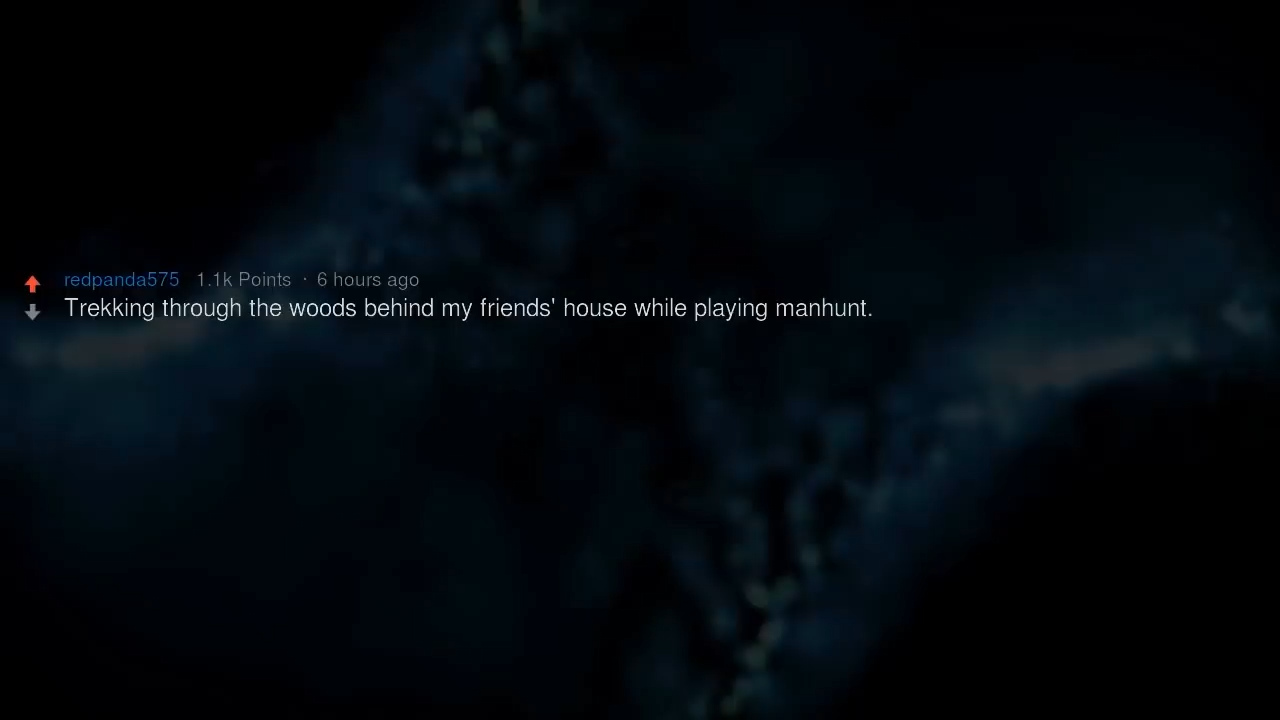 redpanda575 1.1k Points · 6 hours ago
Trekking through the woods behind my friends' house while playing manhunt.